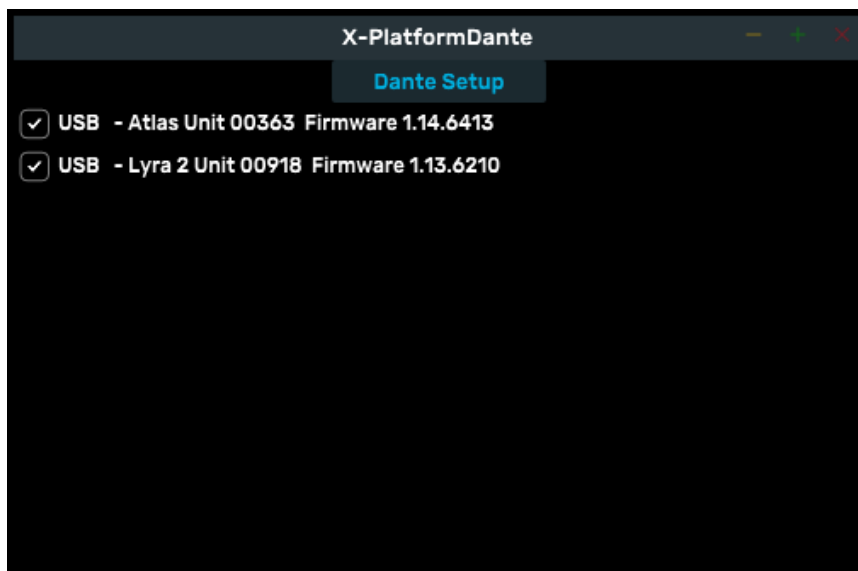 X-PlatformDante
Dante Setup
USB - Atlas Unit 00363 Firmware 1.14.6413
USB - Lyra 2 Unit 00918 Firmware 1.13.6210